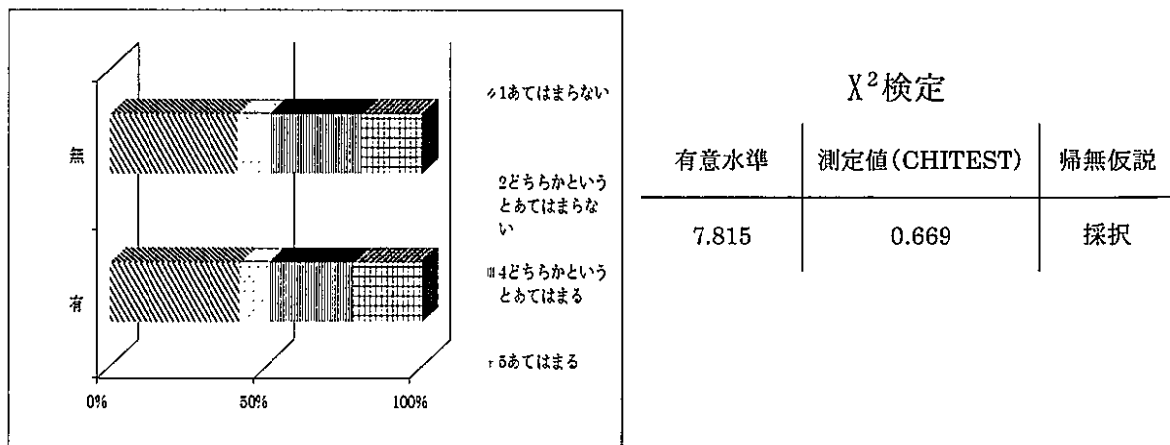 無
有
0%
50%
100%
1あてはまらない
2どちらかという
とあてはまらな
い
4どちらかという
とあてはまる
5あてはまる
X²検定
有意水準 測定値(CHITEST) 帰無仮説
7.815 0.669 採択